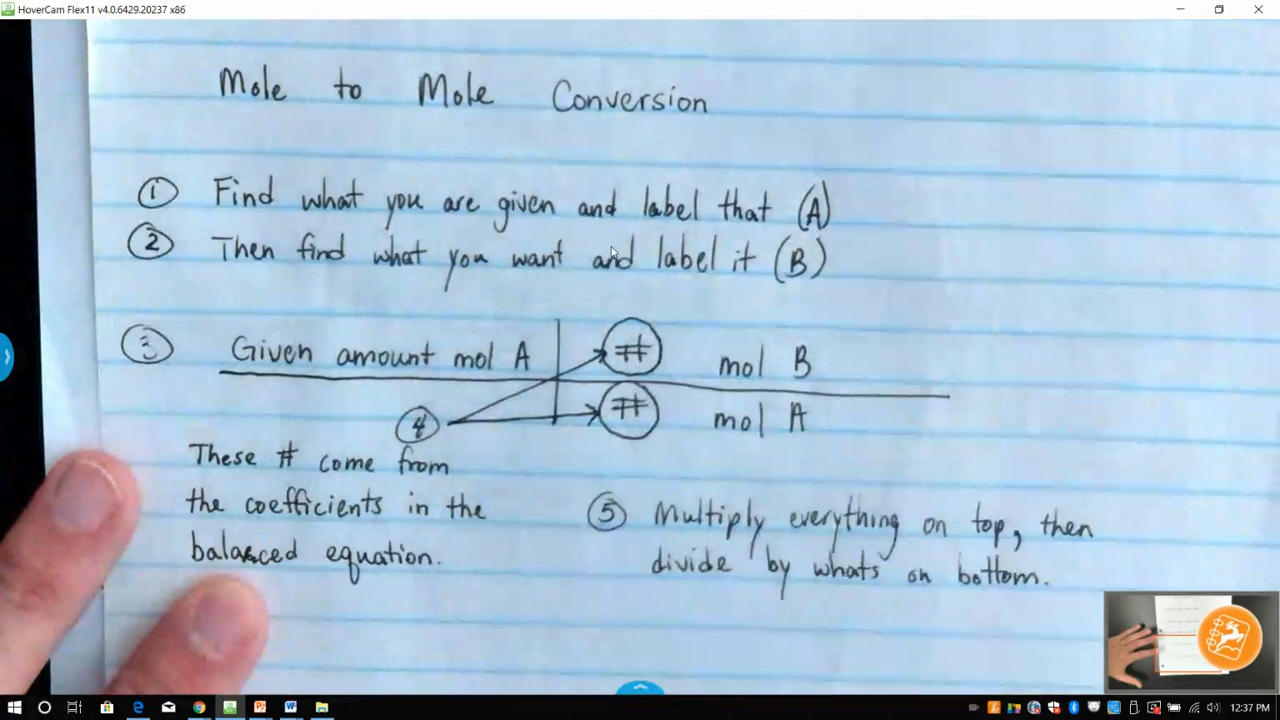 HoverCam Flex11 v4.0.6429.20237 x86
Mole to Mole Conversion
① Find what you are given and label that (A)
② Then find what you want and label it (B)
③ Given amount mol A # mol B
④ # mol A
These # come from
the coefficients in the
balanced equation.
⑤ Multiply everything on top, then
divide by whats on bottom.
12:37 PM